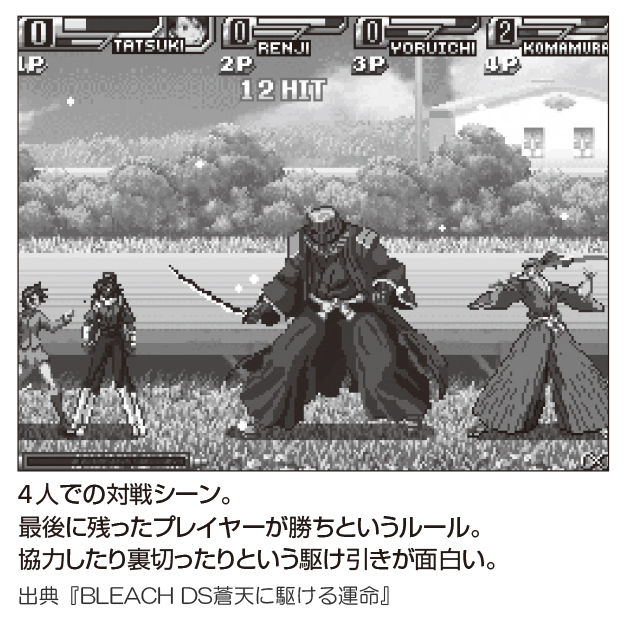 0 0 0 2
TATSUKI RENJI YORUICHI KOMAMURA
1P 2P 3P 4P
12 HIT
4人での対戦シーン。
最後に残ったプレイヤーが勝ちというルール。
協力したり裏切ったりという駆け引きが面白い。
出典『BLEACH DS蒼天に駆ける運命』